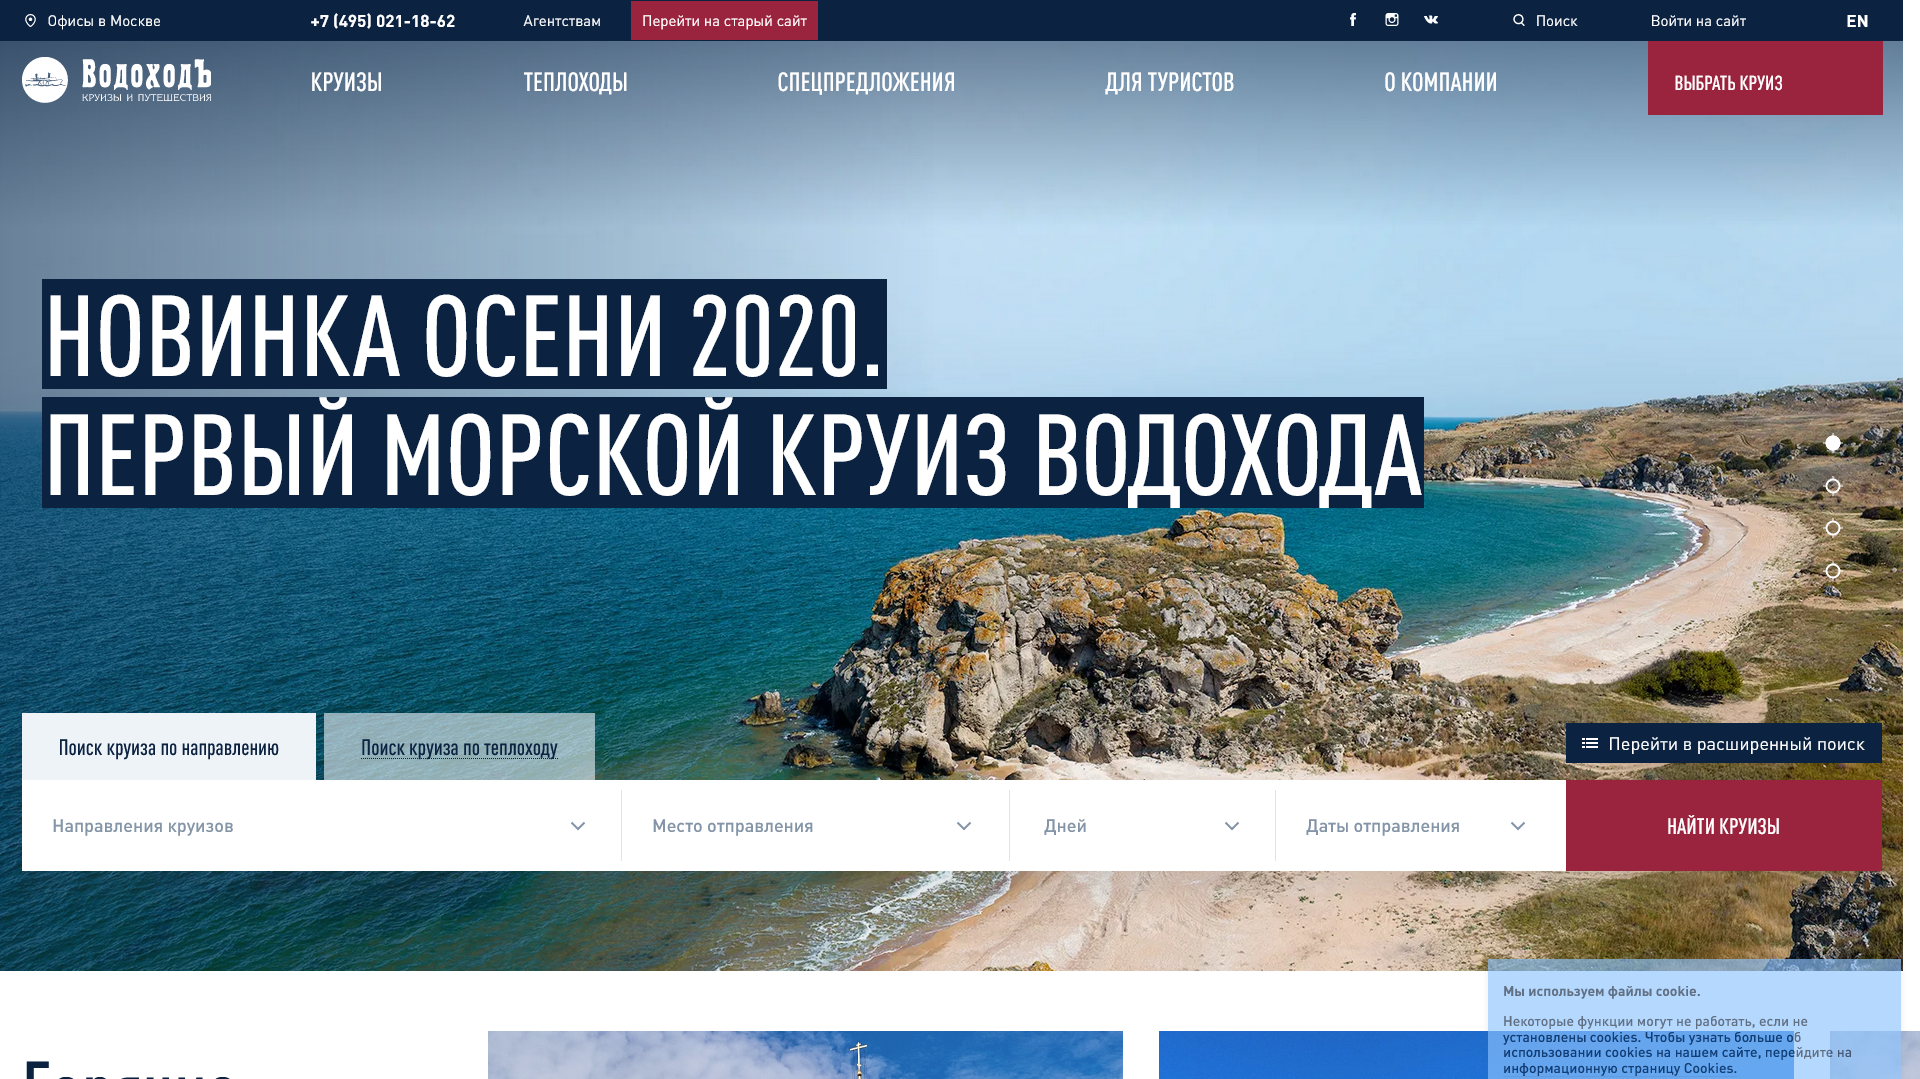 Офисы в Москве
+7 (495) 021-18-62
Агентствам
Перейти на старый сайт
Поиск
Войти на сайт
EN
ВодоходЪ
КРУИЗЫ И ПУТЕШЕСТВИЯ
КРУИЗЫ
ТЕПЛОХОДЫ
СПЕЦПРЕДЛОЖЕНИЯ
ДЛЯ ТУРИСТОВ
О КОМПАНИИ
ВЫБРАТЬ КРУИЗ
НОВИНКА ОСЕНИ 2020.
ПЕРВЫЙ МОРСКОЙ КРУИЗ ВОДОХОДА
Поиск круиза по направлению
Поиск круиза по теплоходу
Перейти в расширенный поиск
Направления круизов
Место отправления
Дней
Даты отправления
НАЙТИ КРУИЗЫ
Мы используем файлы cookie.
Некоторые функции могут не работать, если не
установлены cookies. Чтобы узнать больше об
использовании cookies на нашем сайте, перейдите на
информационную страницу Cookies.